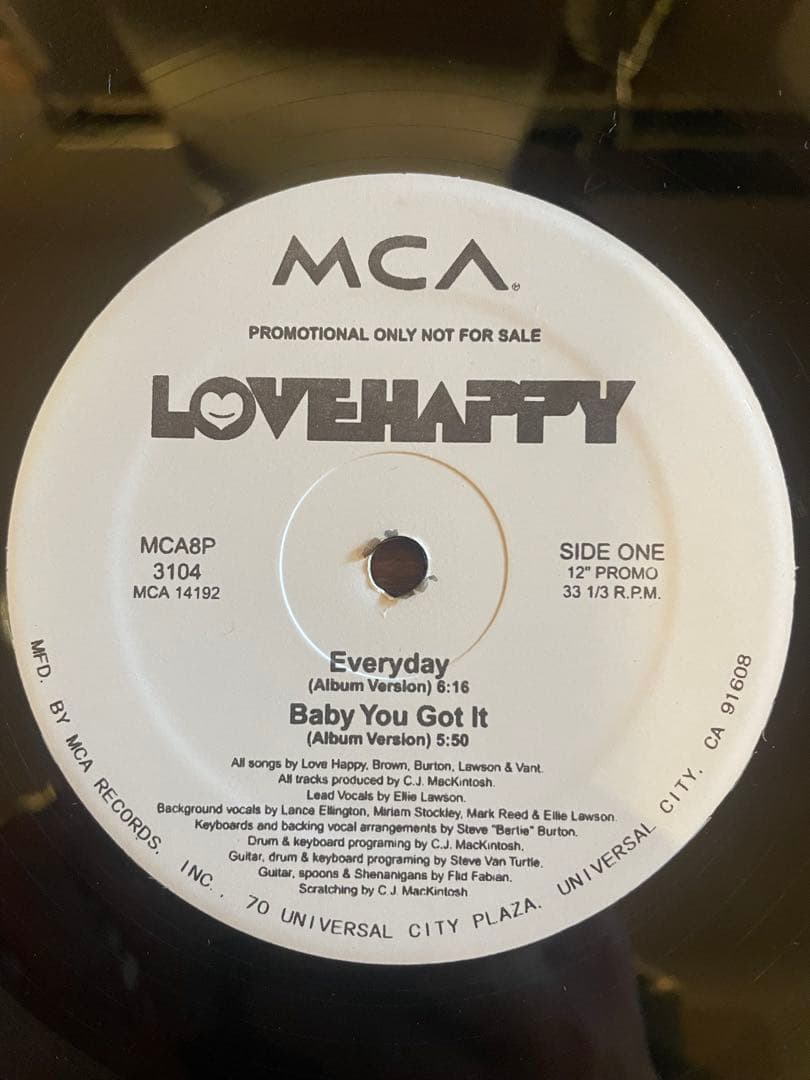 MCA®
PROMOTIONAL ONLY NOT FOR SALE
LOVEHAPPY
MCA8P
3104
MCA 14192
SIDE ONE
12" PROMO
33 1/3 R.P.M.
Everyday
(Album Version) 6:16
Baby You Got It
(Album Version) 5:50
All songs by Love Happy, Brown, Burton, Lawson & Vant.
All tracks produced by C.J. MacKintosh.
Lead Vocals by Ellie Lawson.
Background vocals by Lance Ellington, Miriam Stockley, Mark Reed & Ellie Lawson.
Keyboards and backing vocal arrangements by Steve "Bertie" Burton.
Drum & keyboard programing by C.J. MacKintosh.
Guitar, drum & keyboard programing by Steve Van Turtle.
Guitar, spoons & Shenanigans by Flid Fabian.
Scratching by C.J. MacKintosh
MFD. BY MCA RECORDS. INC., 70 UNIVERSAL CITY PLAZA. UNIVERSAL CITY. CA 91608